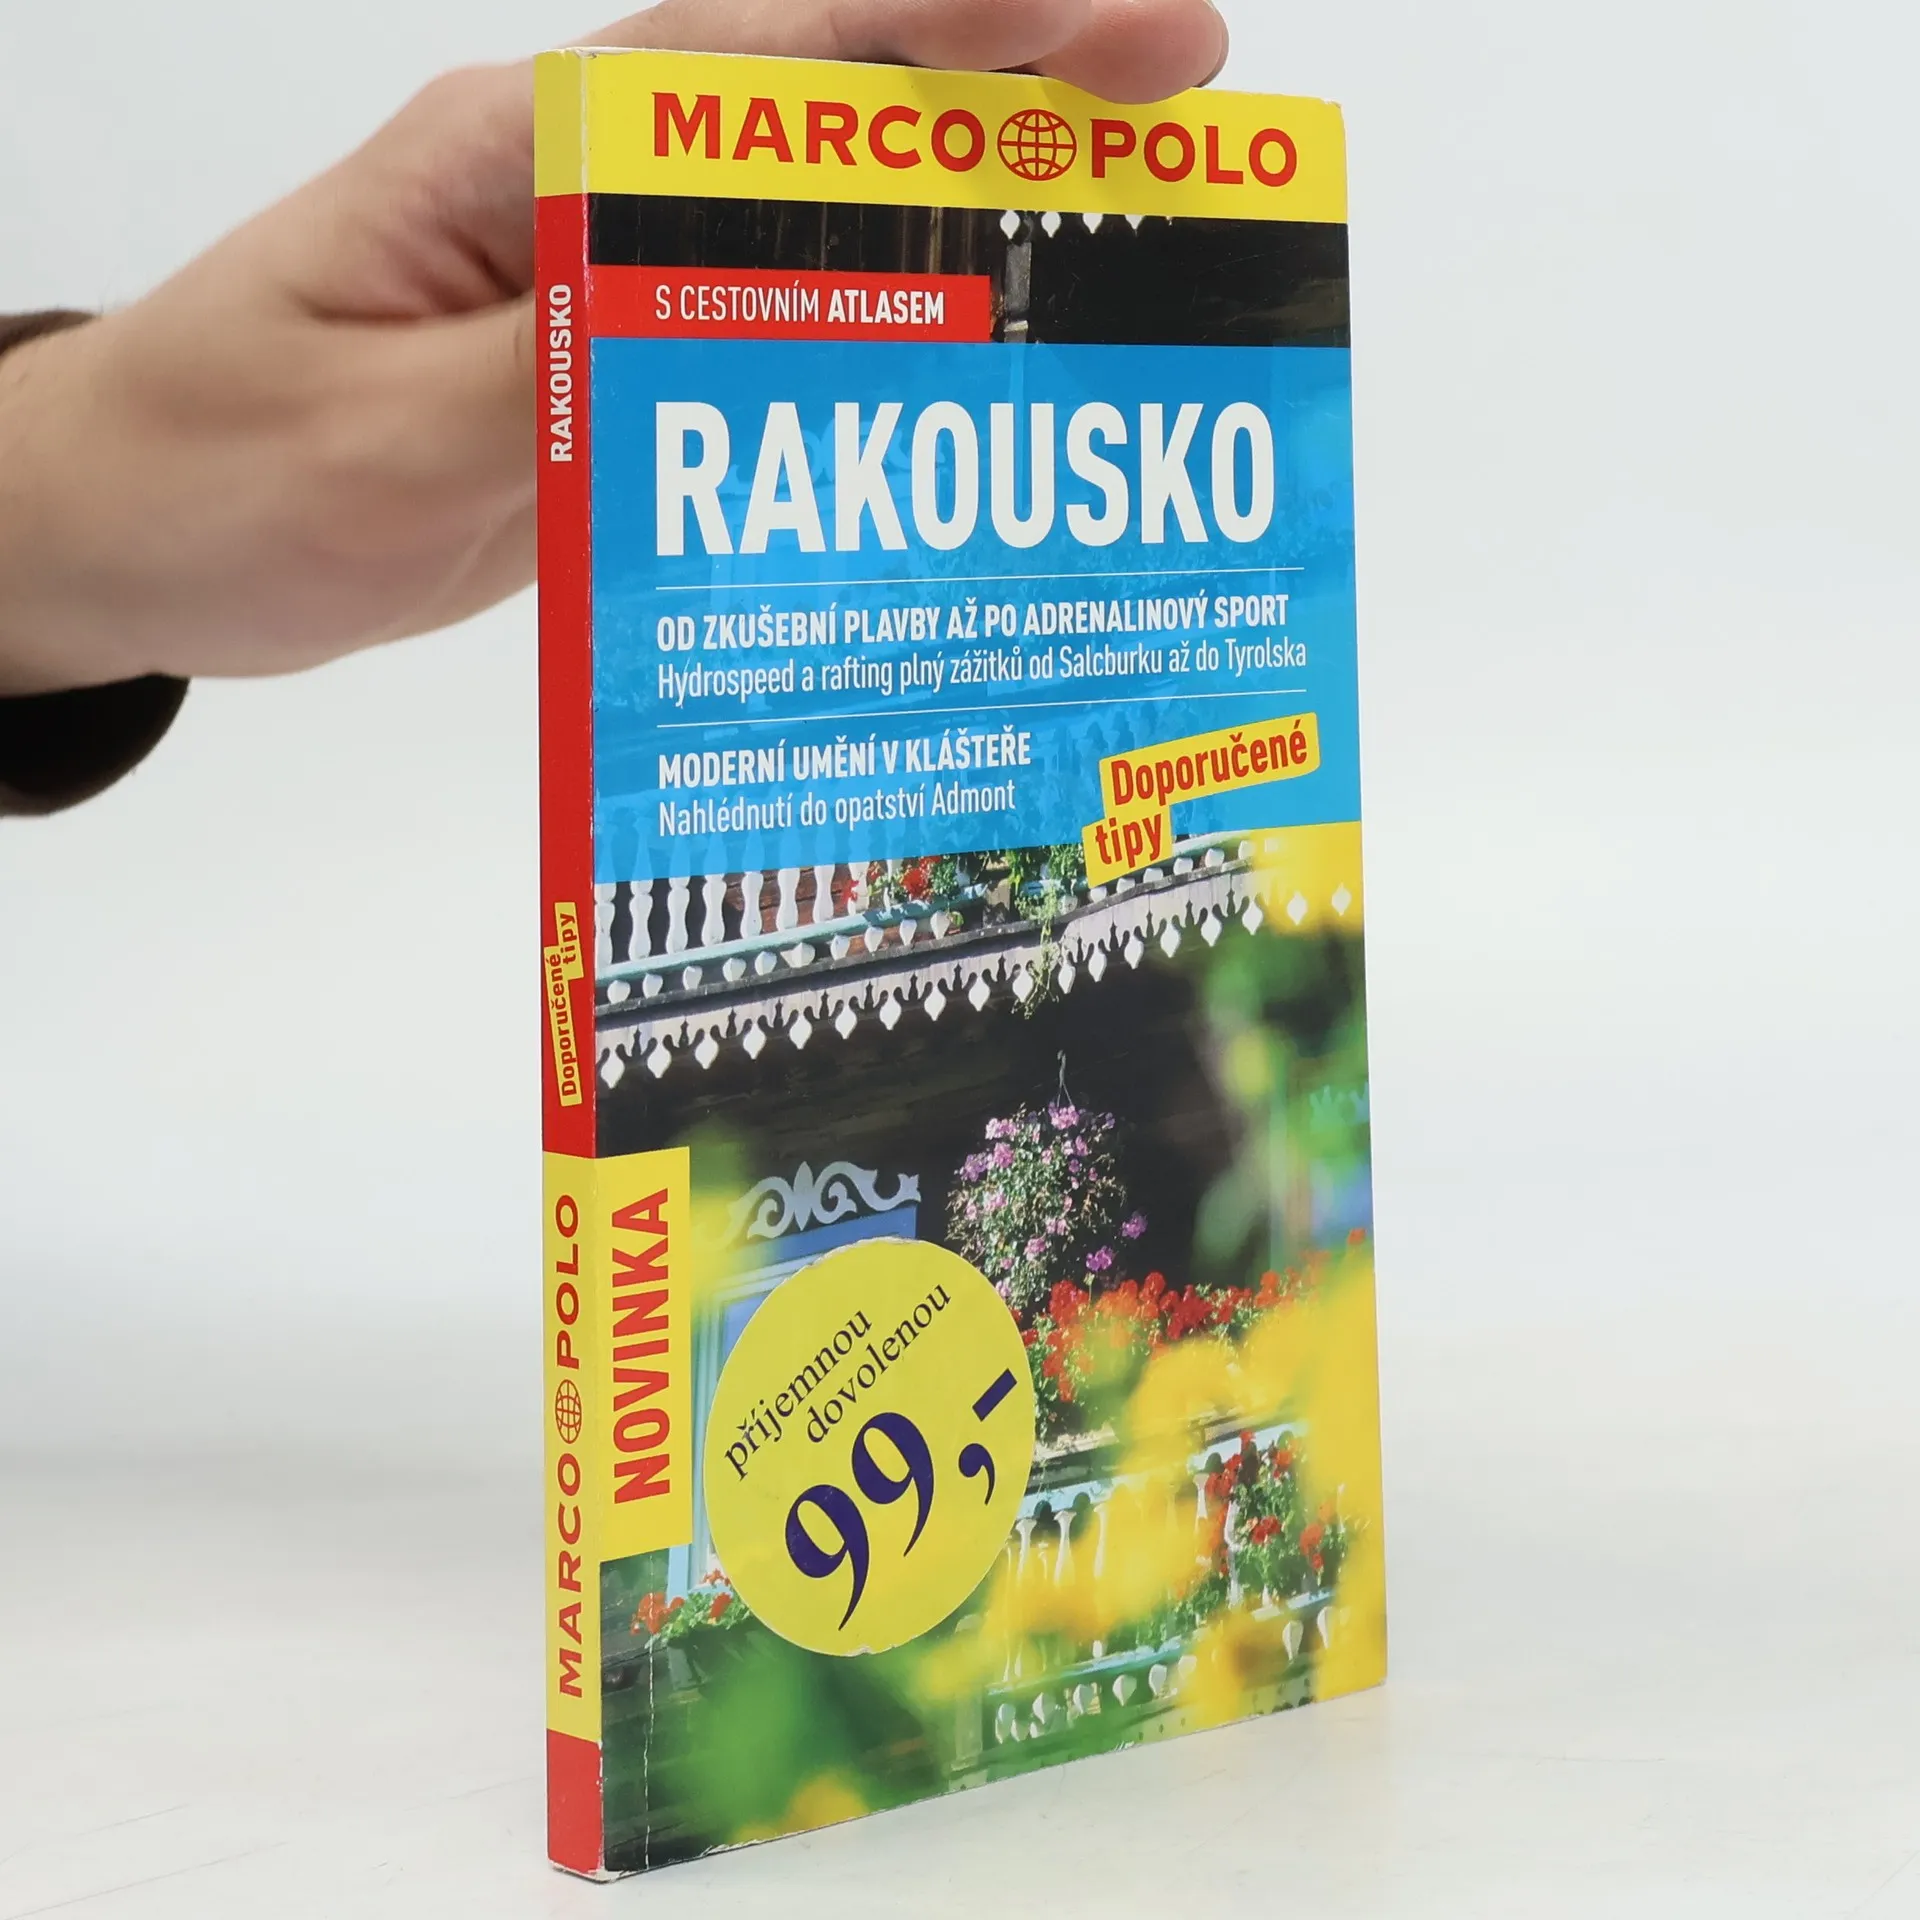 MARCO POLO
S CESTOVNÍM ATLASEM
RAKOUSKO
OD ZKUŠEBNÍ PLAVBY AŽ PO ADRENALINOVÝ SPORT
Hydrospeed a rafting plný zážitků od Salcburku až do Tyrolska
MODERNÍ UMĚNÍ V KLÁŠTEŘE
Nahlédnutí do opatství Admont
Doporučené
tipy
NOVINKA
příjemnou
dovolenou
99,-
RAKOUSKO
Doporučené
tipy
MARCO POLO